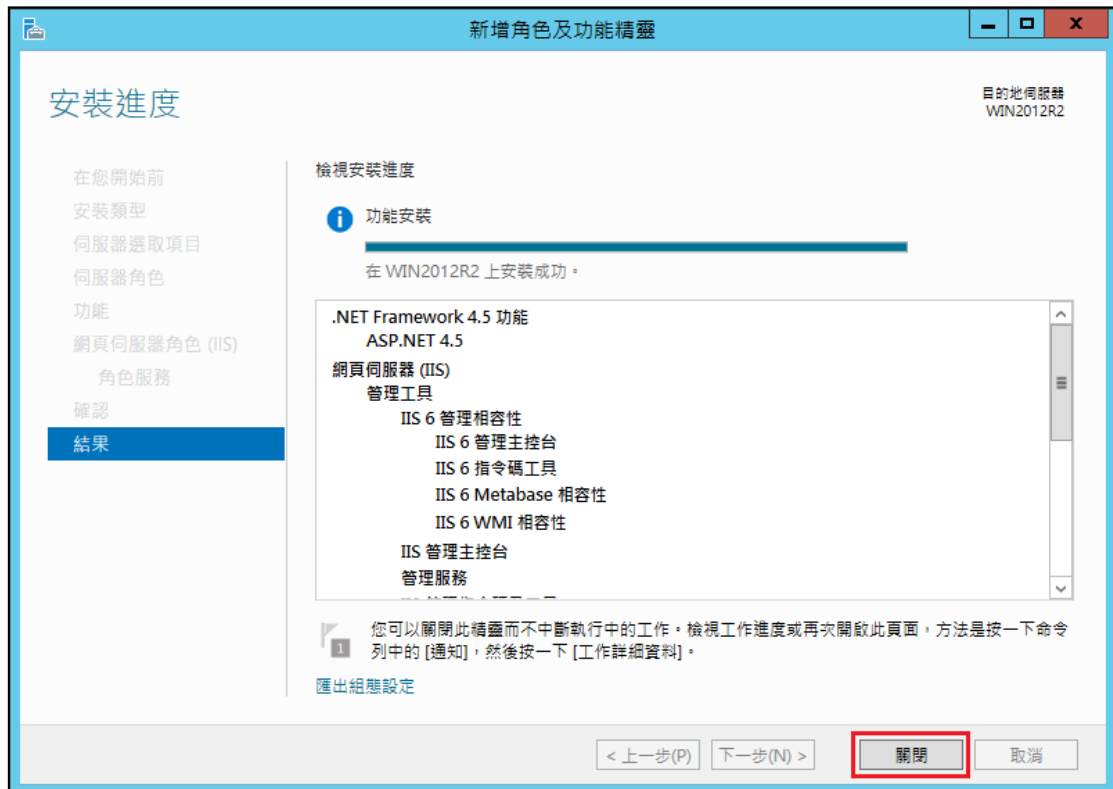 新增角色及功能精靈
安裝進度
目的地伺服器
WIN2012R2
在您開始前
安裝類型
伺服器選取項目
伺服器角色
功能
網頁伺服器角色 (IIS)
角色服務
確認
結果
檢視安裝進度
功能安裝
在 WIN2012R2 上安裝成功。
.NET Framework 4.5 功能
ASP.NET 4.5
網頁伺服器 (IIS)
管理工具
IIS 6 管理相容性
IIS 6 管理主控台
IIS 6 指令碼工具
IIS 6 Metabase 相容性
IIS 6 WMI 相容性
IIS 管理主控台
管理服務
1
您可以關閉此精靈而不中斷執行中的工作。檢視工作進度或再次開啟此頁面，方法是按一下命令
列中的 [通知]，然後按一下 [工作詳細資料]。
匯出組態設定
< 上一步(P)
下一步(N) >
關閉
取消